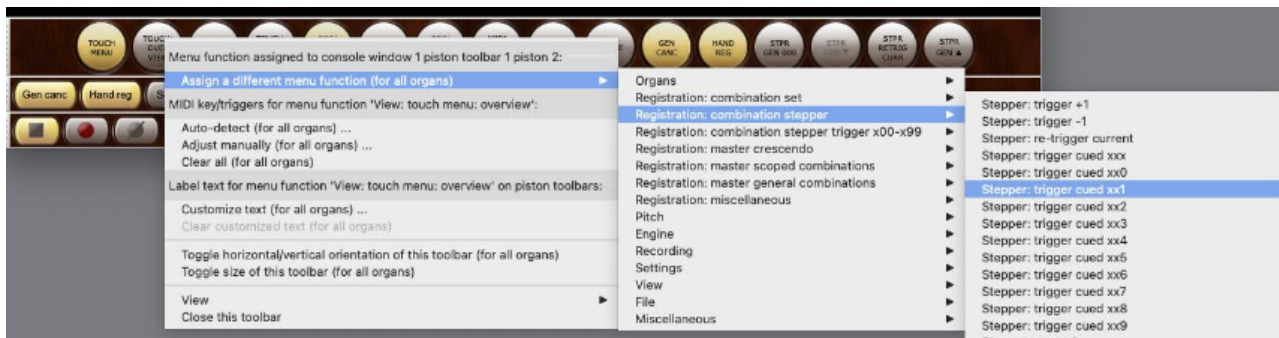 TOUCH MENU
GEN CANC
HAND REG
STPR GEN 000
STPR RETRIG CURR
STPR GEN ▲
Gen canc
Hand reg
Menu function assigned to console window 1 piston toolbar 1 piston 2:
Assign a different menu function (for all organs)
MIDI key/triggers for menu function 'View: touch menu: overview':
Auto-detect (for all organs) ...
Adjust manually (for all organs) ...
Clear all (for all organs)
Label text for menu function 'View: touch menu: overview' on piston toolbars:
Customize text (for all organs) ...
Clear customized text (for all organs)
Toggle horizontal/vertical orientation of this toolbar (for all organs)
Toggle size of this toolbar (for all organs)
View
Close this toolbar
Organs
Registration: combination set
Registration: combination stepper
Registration: combination stepper trigger x00-x99
Registration: master crescendo
Registration: master scoped combinations
Registration: master general combinations
Registration: miscellaneous
Pitch
Engine
Recording
Settings
View
File
Miscellaneous
Stepper: trigger +1
Stepper: trigger -1
Stepper: re-trigger current
Stepper: trigger cued xxx
Stepper: trigger cued xx0
Stepper: trigger cued xx1
Stepper: trigger cued xx2
Stepper: trigger cued xx3
Stepper: trigger cued xx4
Stepper: trigger cued xx5
Stepper: trigger cued xx6
Stepper: trigger cued xx7
Stepper: trigger cued xx8
Stepper: trigger cued xx9